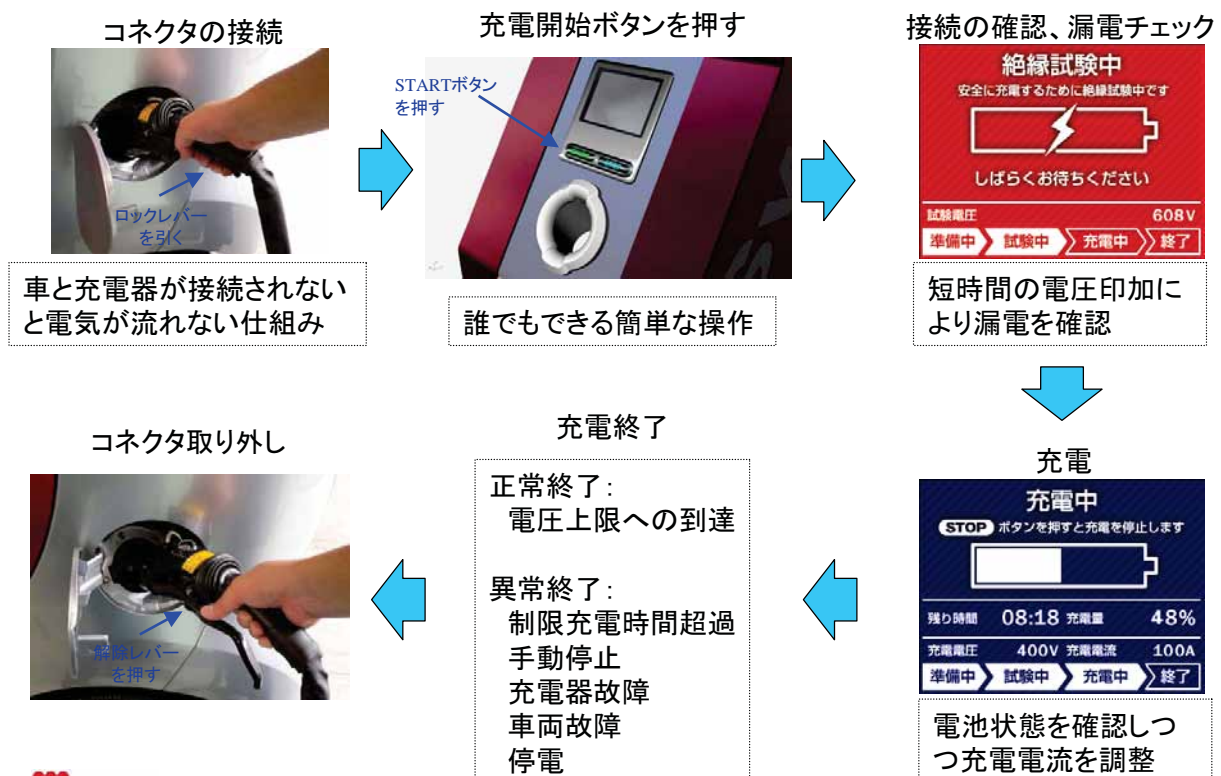 コネクタの接続
ロックレバー
を引く
車と充電器が接続されない
と電気が流れない仕組み
充電開始ボタンを押す
STARTボタン
を押す
誰でもできる簡単な操作
接続の確認、漏電チェック
絶縁試験中
安全に充電するために絶縁試験中です
しばらくお待ちください
試験電圧 608V
準備中 試験中 充電中 終了
短時間の電圧印加に
より漏電を確認
充電
充電中
STOP ボタンを押すと充電を停止します
残り時間 08:18 充電量 48%
充電電圧 400V 充電電流 100A
準備中 試験中 充電中 終了
電池状態を確認しつ
つ充電電流を調整
充電終了
正常終了:
電圧上限への到達
異常終了:
制限充電時間超過
手動停止
充電器故障
車両故障
停電
コネクタ取り外し
解除レバー
を押す